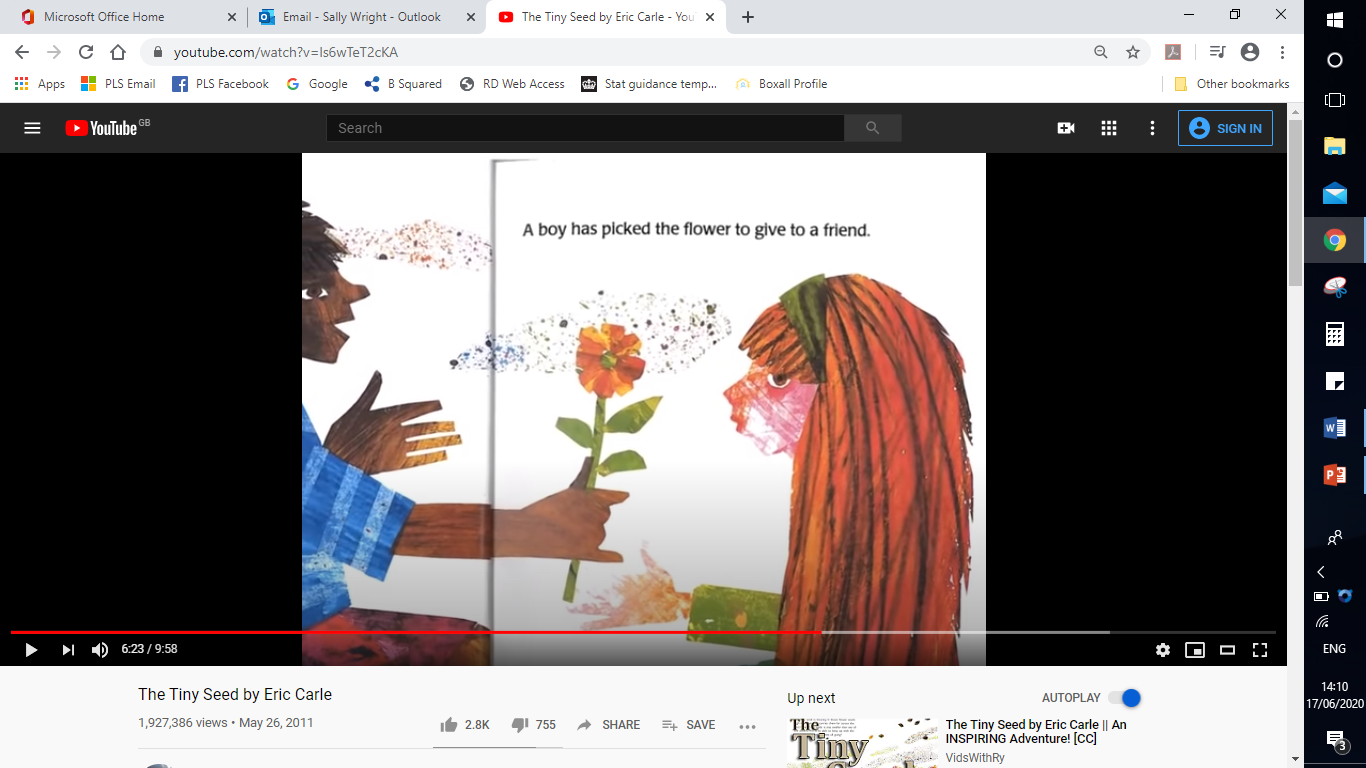 Microsoft Office Home
Email - Sally Wright - Outlook
The Tiny Seed by Eric Carle - You
youtube.com/watch?v=Is6wTeT2cKA
Apps
PLS Email
PLS Facebook
Google
B Squared
RD Web Access
Stat guidance temp...
Boxall Profile
Other bookmarks
YouTube GB
Search
SIGN IN
A boy has picked the flower to give to a friend.
6:23 / 9:58
The Tiny Seed by Eric Carle
1,927,386 views • May 26, 2011
2.8K
755
SHARE
SAVE
Up next
AUTOPLAY
The
Tiny
The Tiny Seed by Eric Carle || An
INSPIRING Adventure! [CC]
VidsWithRy
ENG
14:10
17/06/2020
3